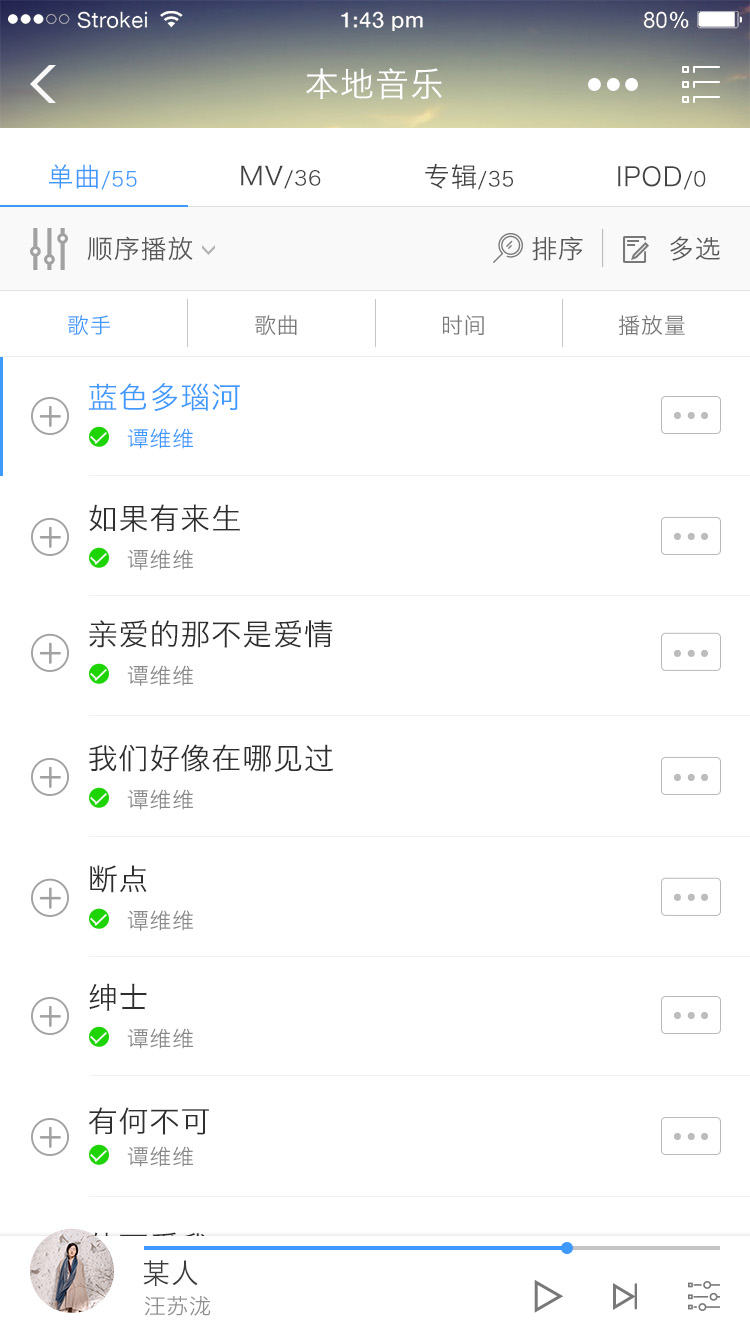 Strokei 1:43 pm 80%
本地音乐
单曲/55 MV/36 专辑/35 IPOD/0
顺序播放 排序 多选
歌手 歌曲 时间 播放量
蓝色多瑙河
谭维维
如果有来生
谭维维
亲爱的那不是爱情
谭维维
我们好像在哪见过
谭维维
断点
谭维维
绅士
谭维维
有何不可
谭维维
某人
汪苏泷